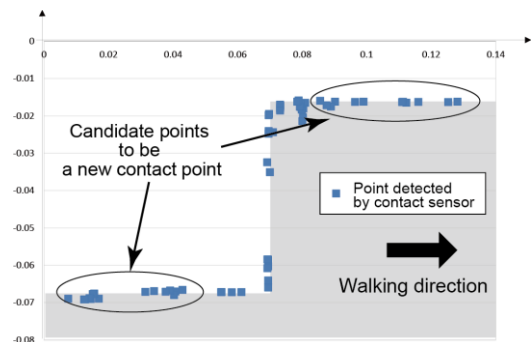 0 0.02 0.04 0.06 0.08 0.1 0.12 0.14
0
-0.01
-0.02
-0.03
-0.04
-0.05
-0.06
-0.07
-0.08
Candidate points
to be
a new contact point
Point detected
by contact sensor
Walking direction